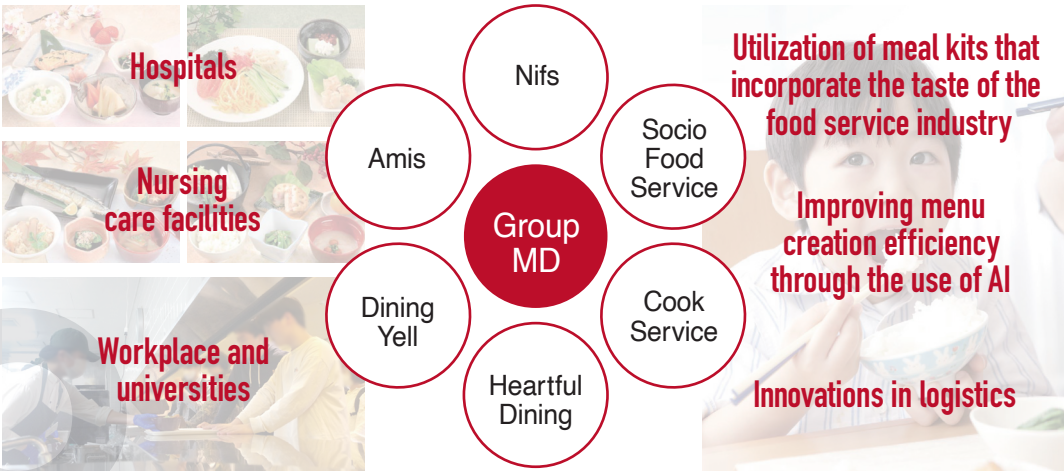 Hospitals
Nursing
care facilities
Workplace and
universities
Nifs
Amis
Socio
Food
Service
Group
MD
Dining
Yell
Cook
Service
Heartful
Dining
Utilization of meal kits that
incorporate the taste of the
food service industry
Improving menu
creation efficiency
through the use of AI
Innovations in logistics